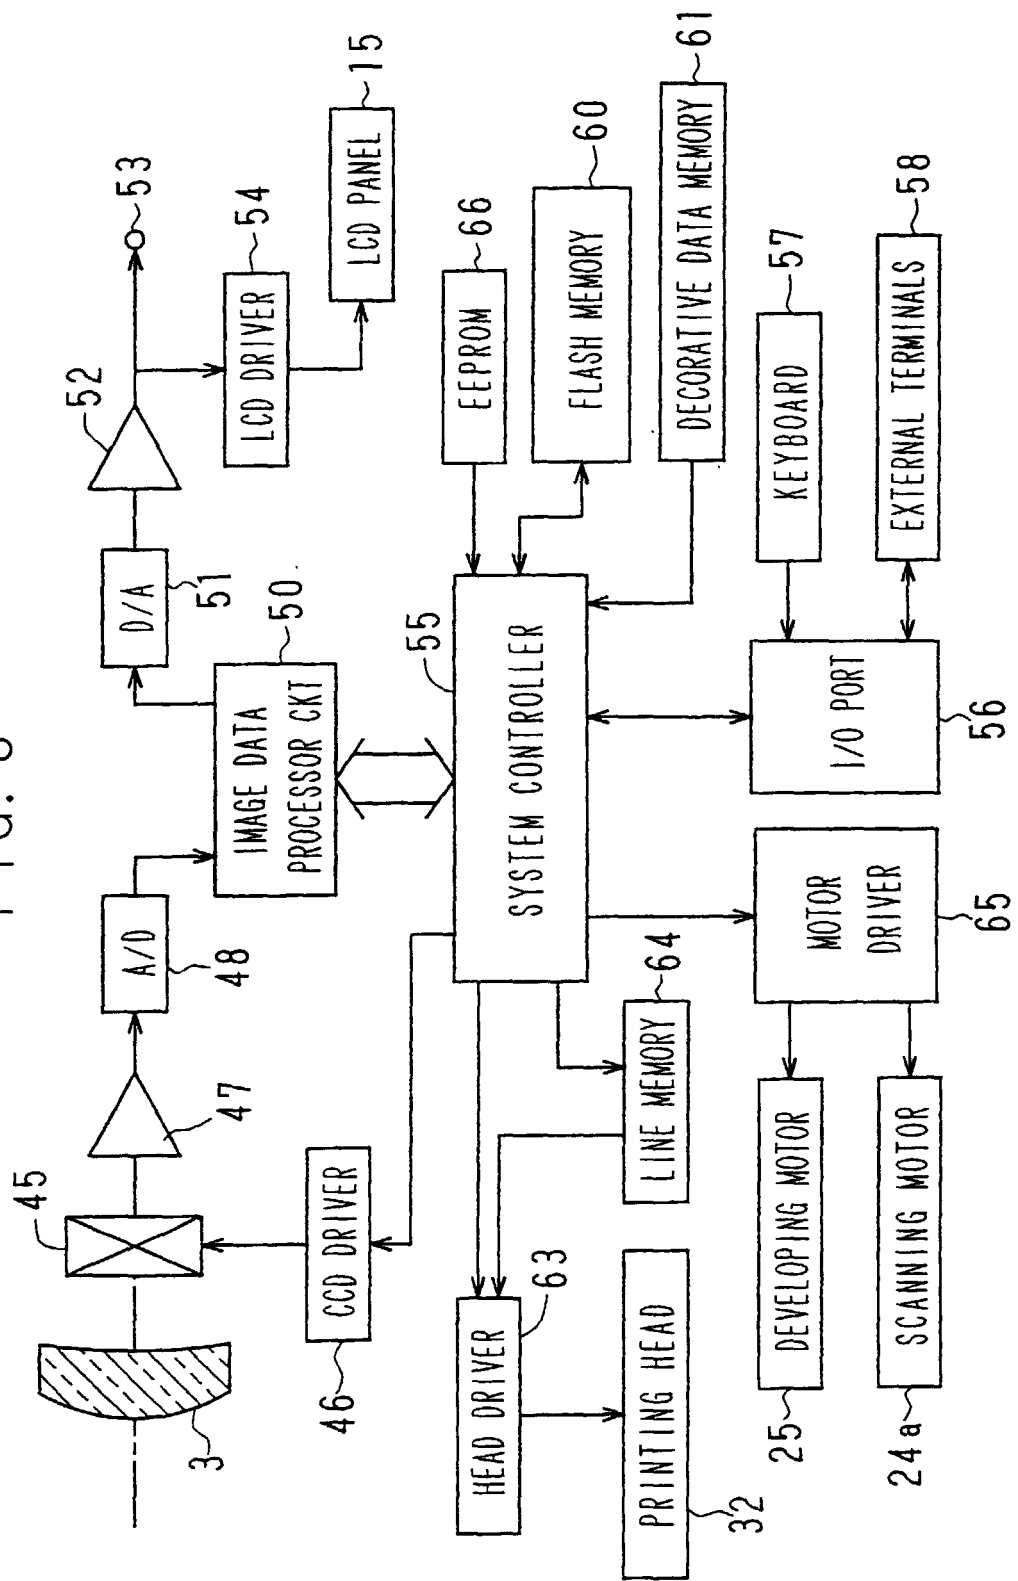 53
52
D/A
51
LCD DRIVER
54
LCD PANEL
15
A/D
48
47
45
3
IMAGE DATA
PROCESSOR CKT
50
CCD DRIVER
46
SYSTEM CONTROLLER
55
EEPROM
66
FLASH MEMORY
60
DECORATIVE DATA MEMORY
61
HEAD DRIVER
63
LINE MEMORY
64
PRINTING HEAD
32
MOTOR
DRIVER
65
I/O PORT
56
KEYBOARD
57
EXTERNAL TERMINALS
58
DEVELOPING MOTOR
25
SCANNING MOTOR
24a